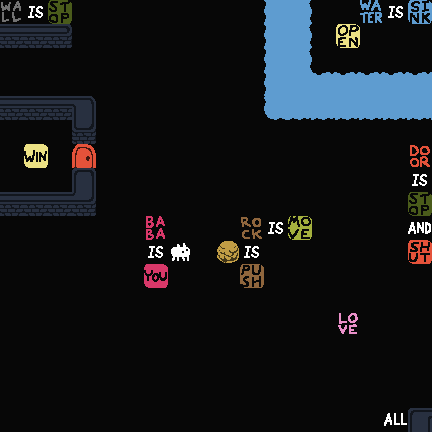 WALL IS STOP
WATER IS SINK
OPEN
WIN
DOOR
IS
STOP
AND
SHUT
BABA
IS
YOU
ROCK IS MOVE
IS
PUSH
LOVE
ALL